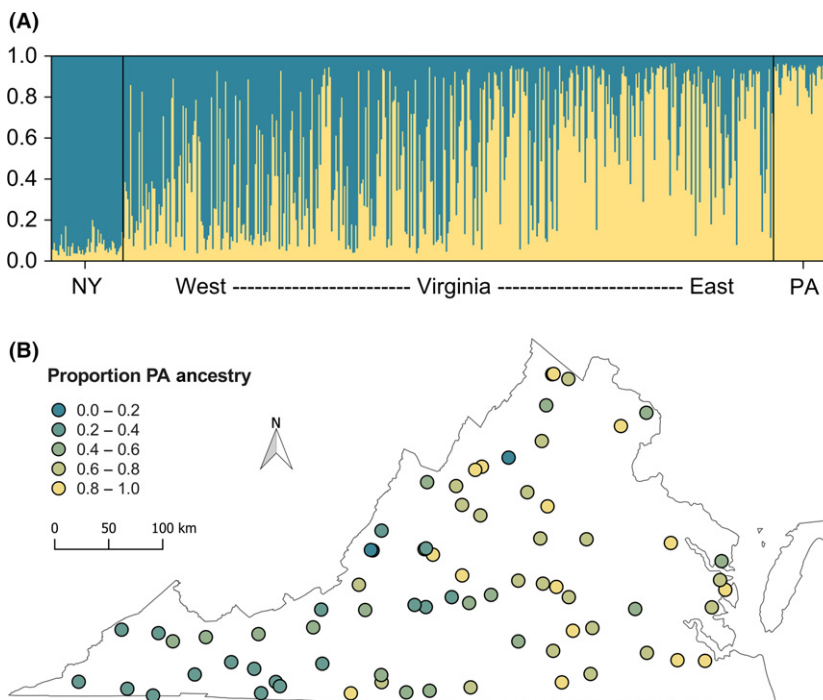 (A)
1.0
0.8
0.6
0.4
0.2
0.0
NY West ---------------------- Virginia ---------------------- East PA
(B)
Proportion PA ancestry
0.0 – 0.2
0.2 – 0.4
0.4 – 0.6
0.6 – 0.8
0.8 – 1.0
N
0 50 100 km